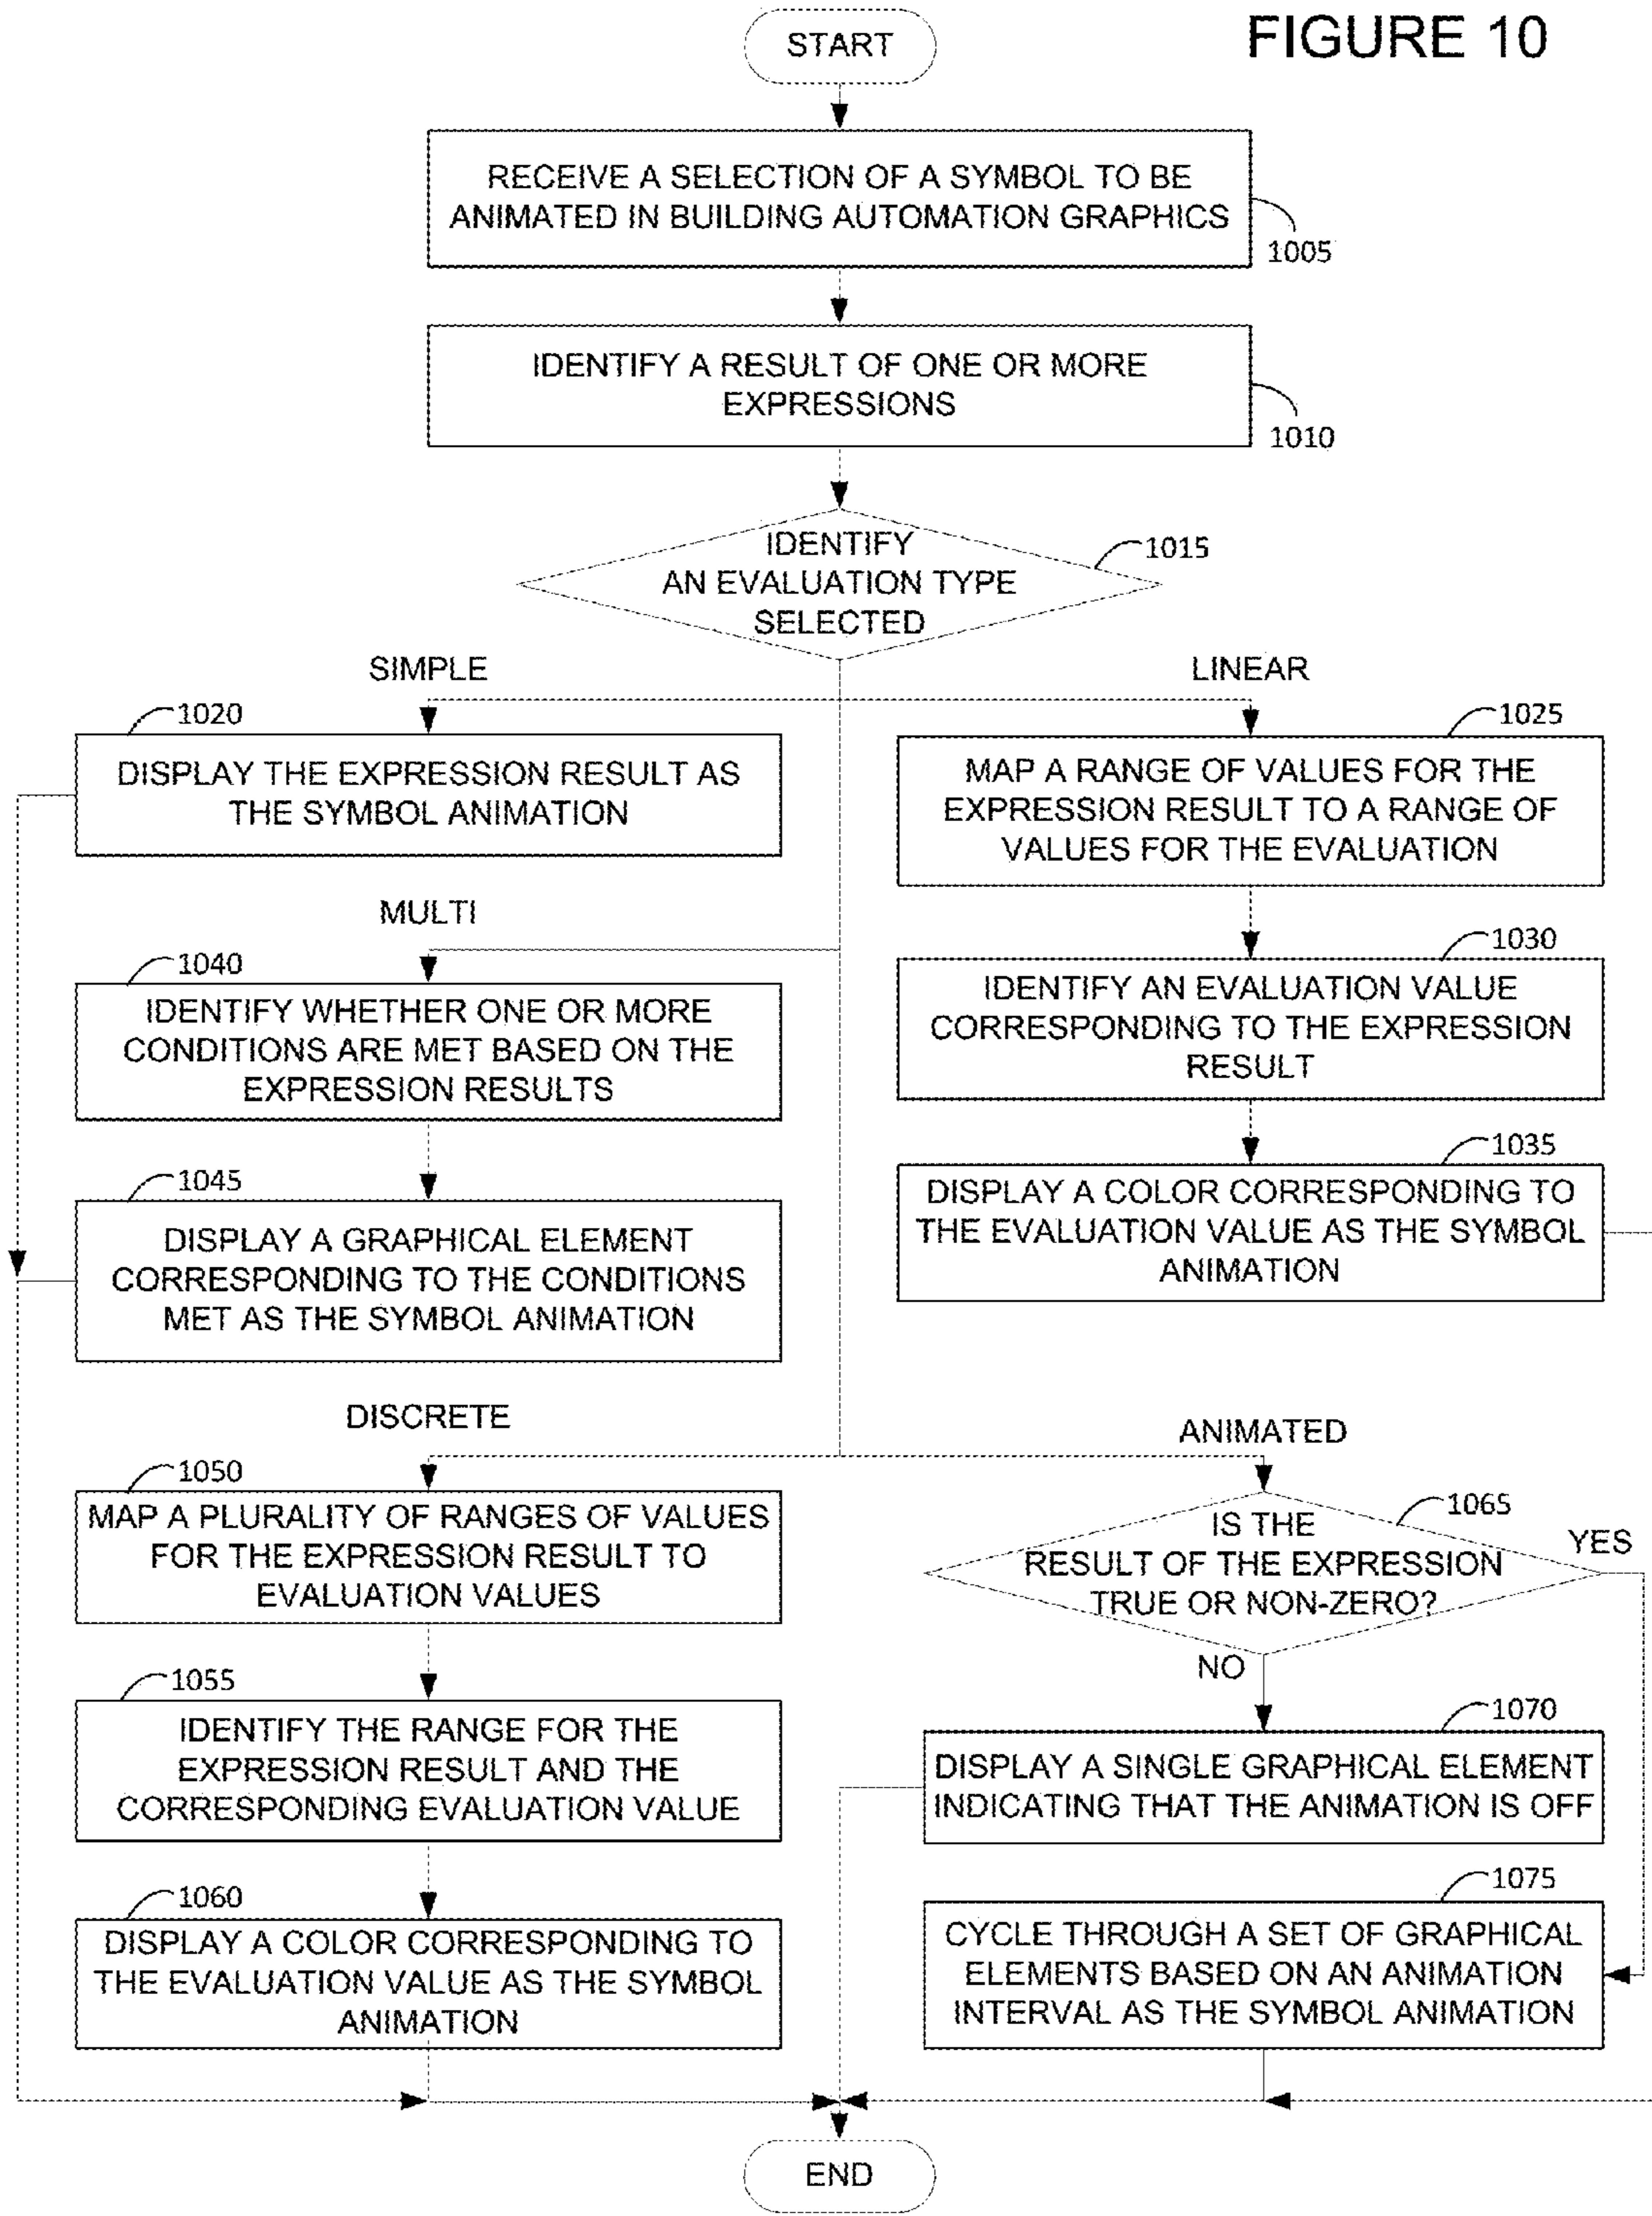 FIGURE 10
START
RECEIVE A SELECTION OF A SYMBOL TO BE
ANIMATED IN BUILDING AUTOMATION GRAPHICS
1005
IDENTIFY A RESULT OF ONE OR MORE
EXPRESSIONS
1010
IDENTIFY
AN EVALUATION TYPE
SELECTED
1015
SIMPLE
LINEAR
1020
DISPLAY THE EXPRESSION RESULT AS
THE SYMBOL ANIMATION
1025
MAP A RANGE OF VALUES FOR THE
EXPRESSION RESULT TO A RANGE OF
VALUES FOR THE EVALUATION
MULTI
1030
IDENTIFY AN EVALUATION VALUE
CORRESPONDING TO THE EXPRESSION
RESULT
1040
IDENTIFY WHETHER ONE OR MORE
CONDITIONS ARE MET BASED ON THE
EXPRESSION RESULTS
1035
DISPLAY A COLOR CORRESPONDING TO
THE EVALUATION VALUE AS THE SYMBOL
ANIMATION
1045
DISPLAY A GRAPHICAL ELEMENT
CORRESPONDING TO THE CONDITIONS
MET AS THE SYMBOL ANIMATION
DISCRETE
ANIMATED
1050
MAP A PLURALITY OF RANGES OF VALUES
FOR THE EXPRESSION RESULT TO
EVALUATION VALUES
1065
IS THE
RESULT OF THE EXPRESSION
TRUE OR NON-ZERO?
YES
NO
1055
IDENTIFY THE RANGE FOR THE
EXPRESSION RESULT AND THE
CORRESPONDING EVALUATION VALUE
1070
DISPLAY A SINGLE GRAPHICAL ELEMENT
INDICATING THAT THE ANIMATION IS OFF
1060
DISPLAY A COLOR CORRESPONDING TO
THE EVALUATION VALUE AS THE SYMBOL
ANIMATION
1075
CYCLE THROUGH A SET OF GRAPHICAL
ELEMENTS BASED ON AN ANIMATION
INTERVAL AS THE SYMBOL ANIMATION
END